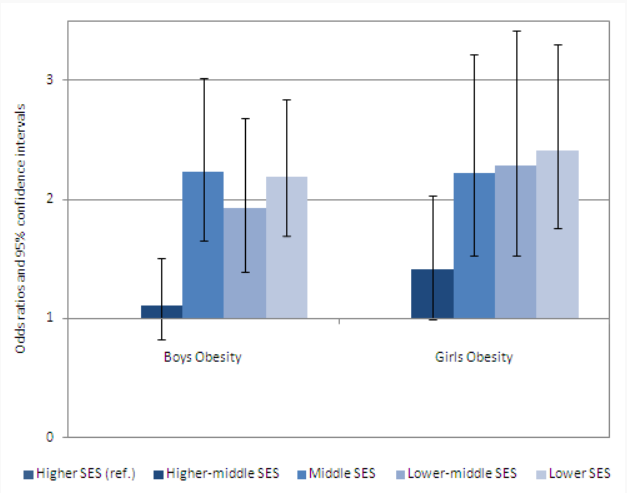 Odds ratios and 95% confidence intervals
3
2
1
0
Boys Obesity
Girls Obesity
Higher SES (ref.)
Higher-middle SES
Middle SES
Lower-middle SES
Lower SES